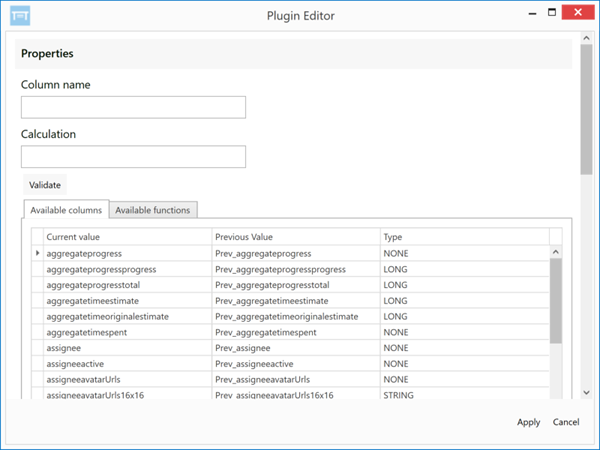 Plugin Editor
Properties
Column name
Calculation
Validate
Available columns Available functions
Current value Previous Value Type
aggregateprogress Prev_aggregateprogress NONE
aggregateprogressprogress Prev_aggregateprogressprogress LONG
aggregateprogresstotal Prev_aggregateprogresstotal LONG
aggregatetimeestimate Prev_aggregatetimeestimate LONG
aggregatetimeoriginalestimate Prev_aggregatetimeoriginalestimate LONG
aggregatetimespent Prev_aggregatetimespent NONE
assignee Prev_assignee NONE
assigneeactive Prev_assigneeactive NONE
assigneeavatarUrls Prev_assigneeavatarUrls NONE
assigneeavatarUrls16x16 Prev_assigneeavatarUrls16x16 STRING
Apply Cancel